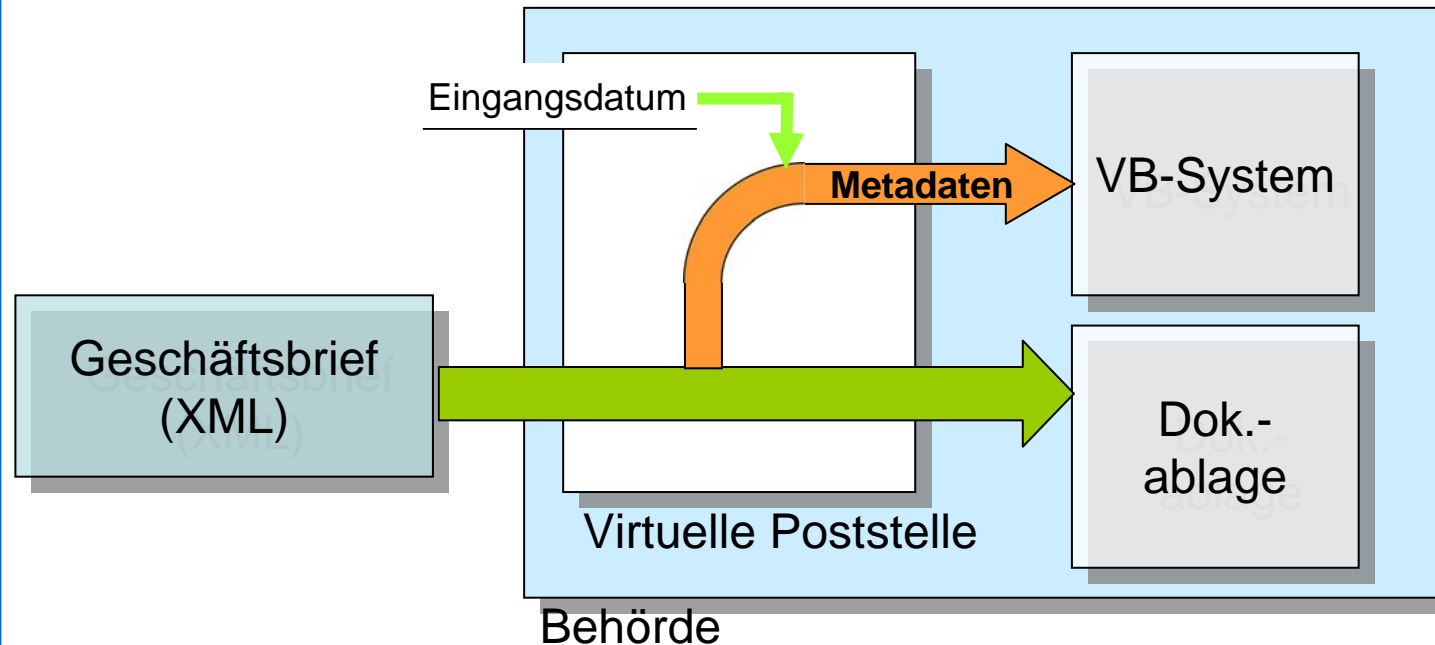 Eingangsdatum
Metadaten
VB-System
Geschäftsbrief
(XML)
Dok.-
ablage
Virtuelle Poststelle
Behörde